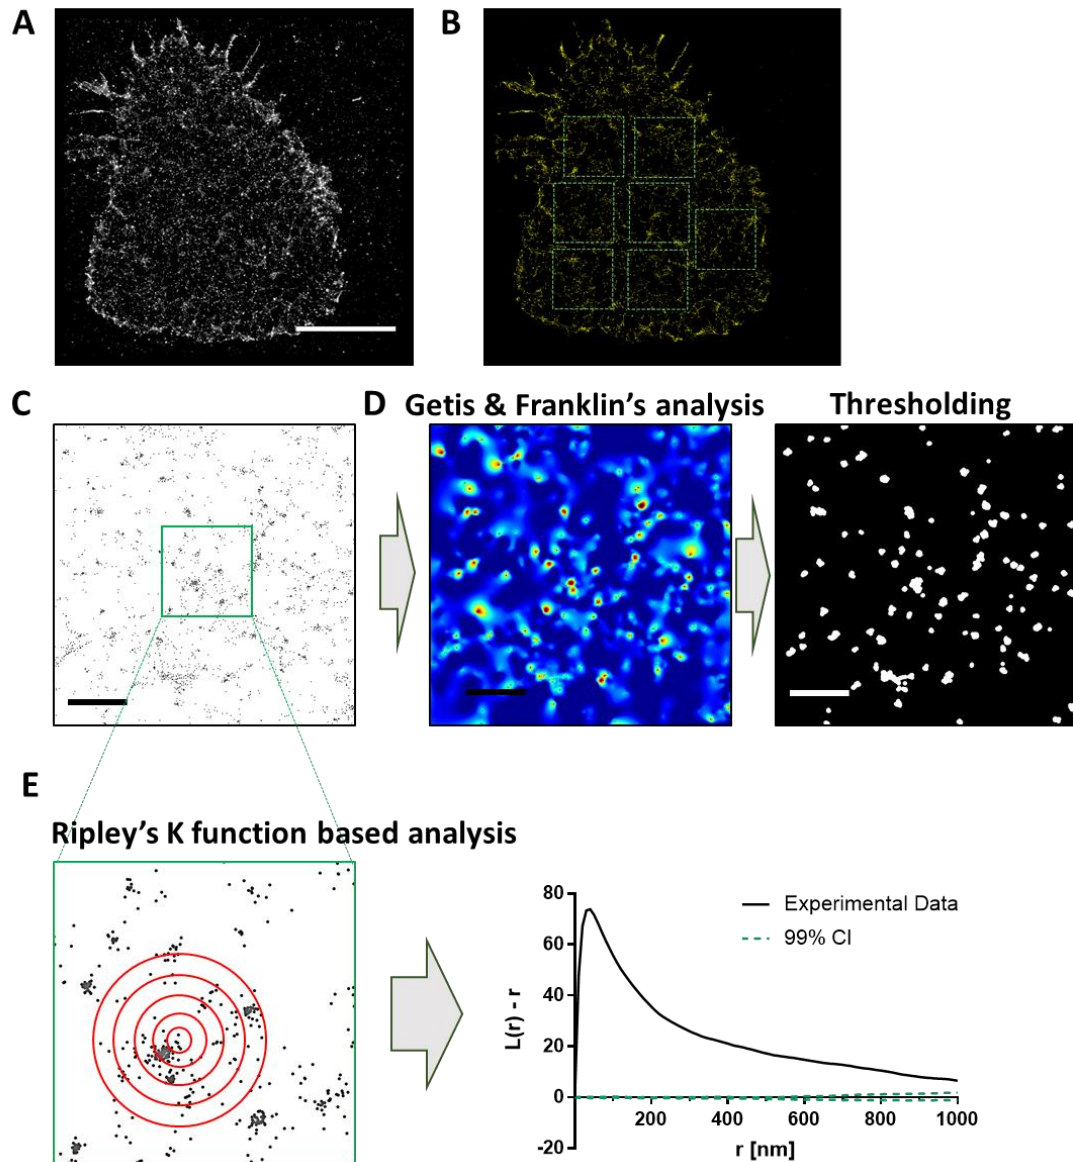 A
B
C
D
Getis & Franklin's analysis
Thresholding
E
Ripley's K function based analysis
80
60
40
20
0
-20
L(r) - r
Experimental Data
99% CI
200
400
600
800
1000
r [nm]